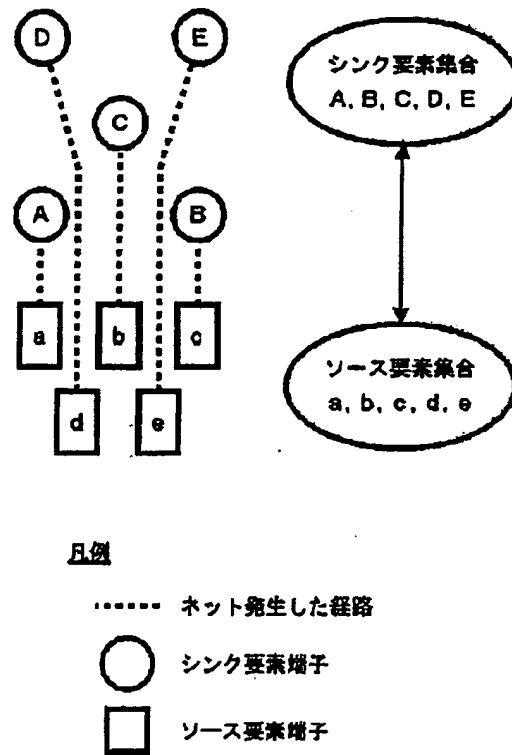 D
E
C
A
B
a
b
c
d
e
シンク要素集合
A, B, C, D, E
ソース要素集合
a, b, c, d, e
凡例
ネット発生した経路
シンク要素端子
ソース要素端子